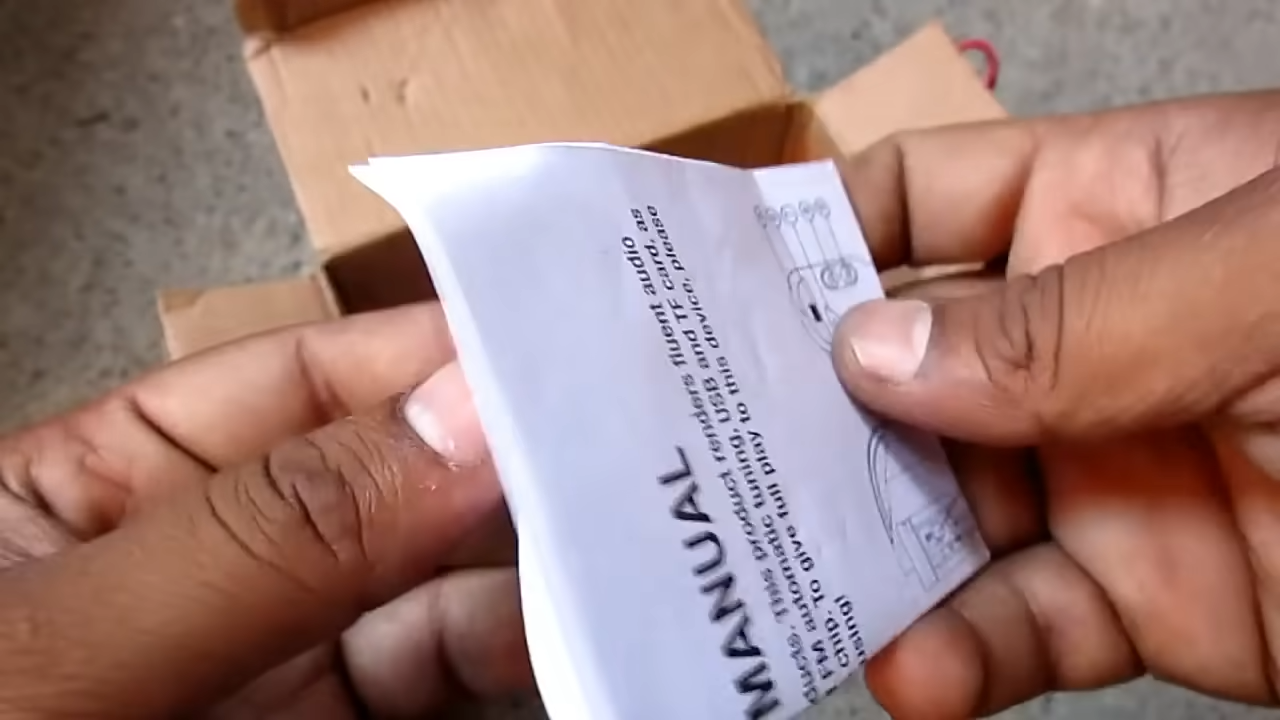 MANUAL
ducts. This product renders fluent audio
FM automatic tuning, USB and TF card, as
chip. To give full play to this device, please
using!